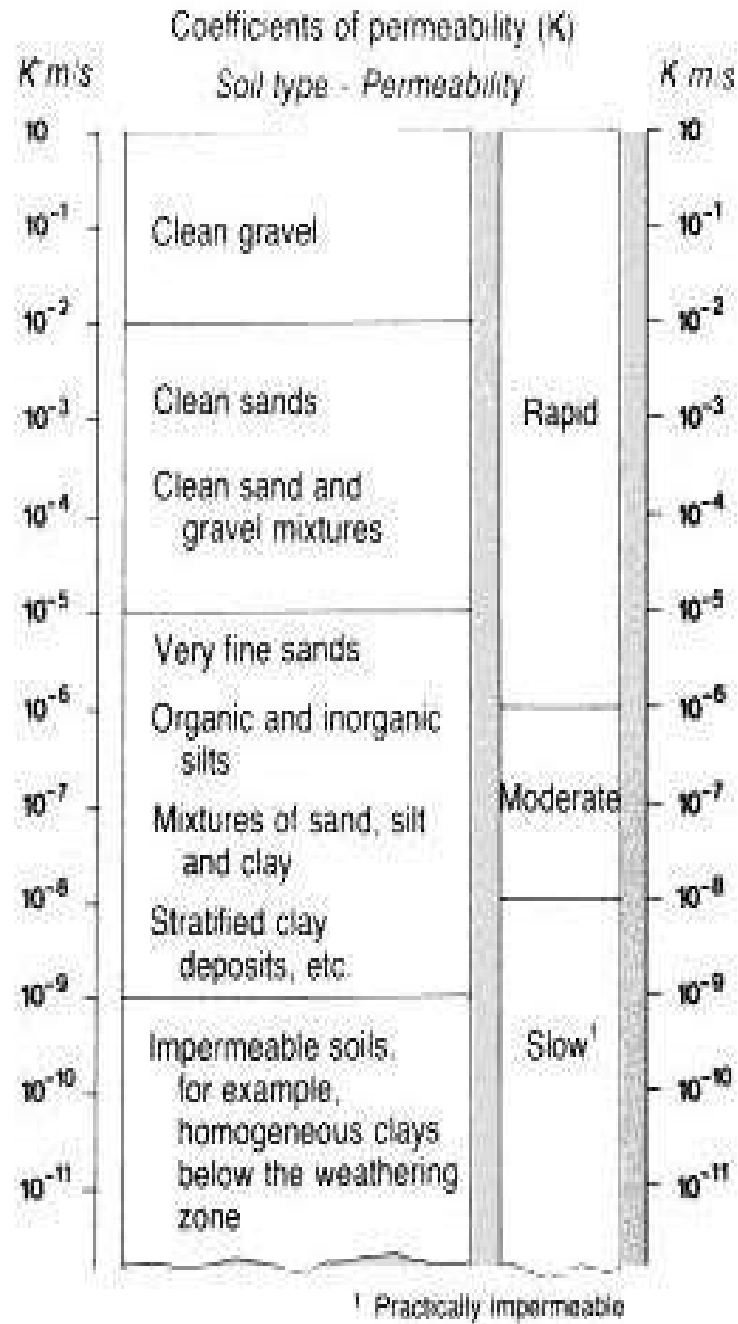 Coefficients of permeability (K)
K m/s
Soil type - Permeability
K m/s
10
10⁻¹
10⁻²
10⁻³
10⁻⁴
10⁻⁵
10⁻⁶
10⁻⁷
10⁻⁸
10⁻⁹
10⁻¹⁰
10⁻¹¹
Clean gravel
Clean sands
Clean sand and
gravel mixtures
Very fine sands
Organic and inorganic
silts
Mixtures of sand, silt
and clay
Stratified clay
deposits, etc
Impermeable soils,
for example,
homogeneous clays
below the weathering
zone
Rapid
Moderate
Slow¹
10
10⁻¹
10⁻²
10⁻³
10⁻⁴
10⁻⁵
10⁻⁶
10⁻⁷
10⁻⁸
10⁻⁹
10⁻¹⁰
10⁻¹¹
¹ Practically impermeable